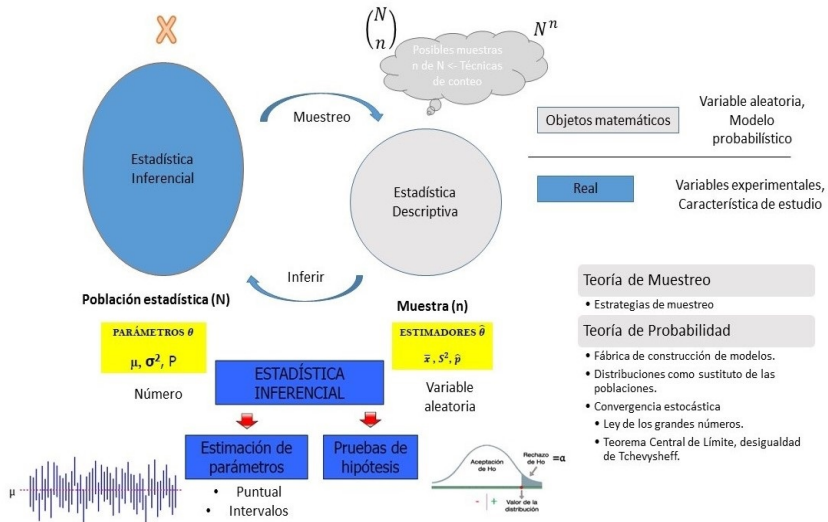 X
(N n)
Nⁿ
Posibles muestras
n de N <- Técnicas
de conteo
Muestreo
Estadística
Inferencial
Estadística
Descriptiva
Objetos matemáticos
Variable aleatoria,
Modelo
probabilístico
Real
Variables experimentales,
Característica de estudio
Inferir
Población estadística (N)
Muestra (n)
PARÁMETROS θ
μ, σ², P
Número
ESTIMADORES θ̂
x̄ , S², p̂
Variable
aleatoria
ESTADÍSTICA
INFERENCIAL
Estimación de
parámetros
• Puntual
• Intervalos
Pruebas de
hipótesis
μ
Aceptación
de Ho
Rechazo
de Ho
=α
- | +
Valor de la
distribución
Teoría de Muestreo
• Estrategias de muestreo
Teoría de Probabilidad
• Fábrica de construcción de modelos.
• Distribuciones como sustituto de las
poblaciones.
• Convergencia estocástica
• Ley de los grandes números.
• Teorema Central de Límite, desigualdad
de Tchevysheff.